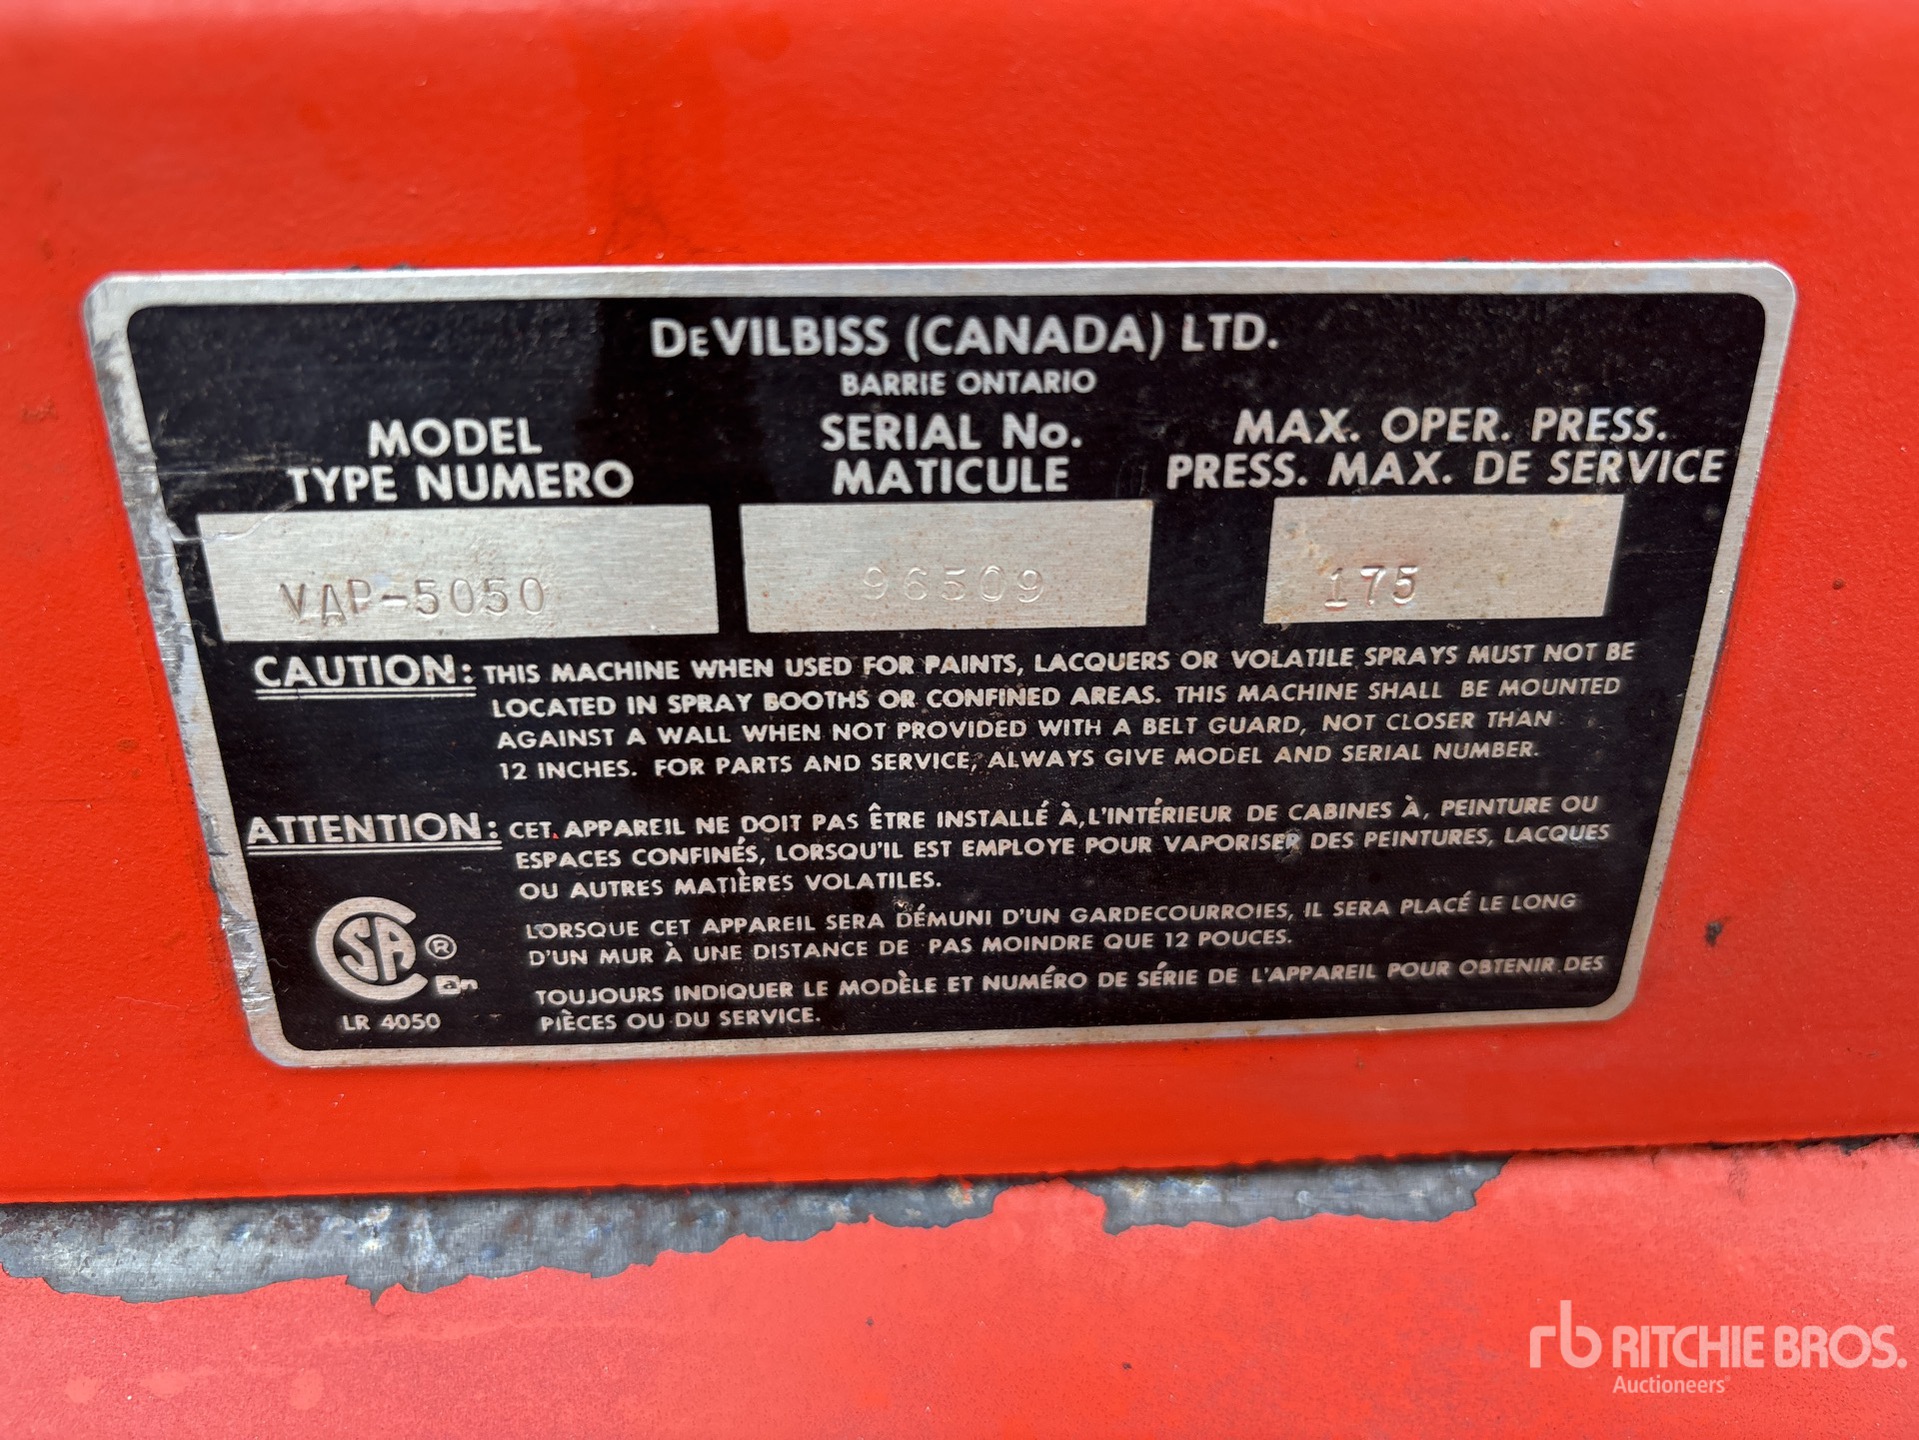 DeVILBISS (CANADA) LTD.
BARRIE ONTARIO
MODEL
TYPE NUMERO
SERIAL No.
MATICULE
MAX. OPER. PRESS.
PRESS. MAX. DE SERVICE
VAP-5050
96509
175
CAUTION: THIS MACHINE WHEN USED FOR PAINTS, LACQUERS OR VOLATILE SPRAYS MUST NOT BE
LOCATED IN SPRAY BOOTHS OR CONFINED AREAS. THIS MACHINE SHALL BE MOUNTED
AGAINST A WALL WHEN NOT PROVIDED WITH A BELT GUARD, NOT CLOSER THAN
12 INCHES. FOR PARTS AND SERVICE, ALWAYS GIVE MODEL AND SERIAL NUMBER.
ATTENTION: CET APPAREIL NE DOIT PAS ÊTRE INSTALLÉ À, L'INTÉRIEUR DE CABINES À, PEINTURE OU
ESPACES CONFINÉS, LORSQU'IL EST EMPLOYE POUR VAPORISER DES PEINTURES, LACQUES
OU AUTRES MATIÈRES VOLATILES.
LORSQUE CET APPAREIL SERA DÉMUNI D'UN GARDECOURROIES, IL SERA PLACÉ LE LONG
D'UN MUR À UNE DISTANCE DE PAS MOINDRE QUE 12 POUCES.
TOUJOURS INDIQUER LE MODÈLE ET NUMÉRO DE SÉRIE DE L'APPAREIL POUR OBTENIR DES
PIÈCES OU DU SERVICE.
CSA ®
LR 4050
rb RITCHIE BROS.
Auctioneers